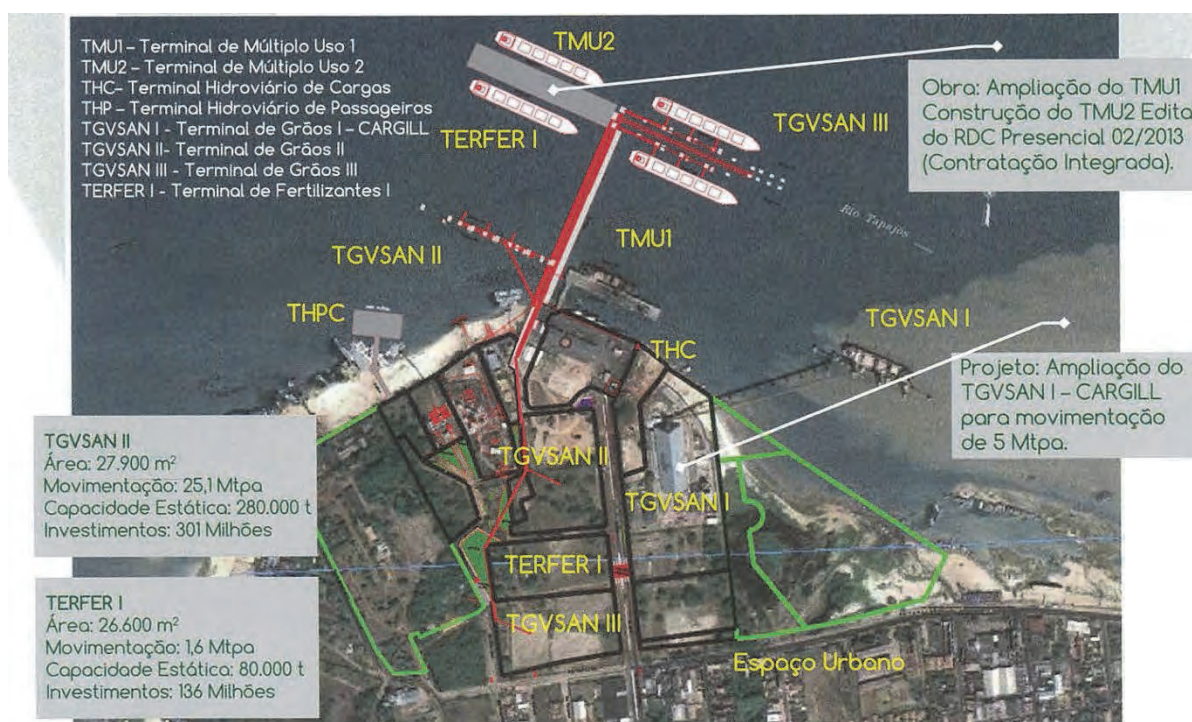 TMU1 – Terminal de Múltiplo Uso 1
TMU2 – Terminal de Múltiplo Uso 2
THC– Terminal Hidroviário de Cargas
THP – Terminal Hidroviário de Passageiros
TGVSAN I - Terminal de Grãos I – CARGILL
TGVSAN II- Terminal de Grãos II
TGVSAN III - Terminal de Grãos III
TERFER I - Terminal de Fertilizantes I
TMU2
TERFER I
TGVSAN III
Obra: Ampliação do TMU1
Construção do TMU2 Edita
do RDC Presencial 02/2013
(Contratação Integrada).
Rio Tapajós
TGVSAN II
TMU1
THPC
THC
TGVSAN I
Projeto: Ampliação do
TGVSAN I – CARGILL
para movimentação
de 5 Mtpa.
TGVSAN II
Área: 27.900 m²
Movimentação: 25,1 Mtpa
Capacidade Estática: 280.000 t
Investimentos: 301 Milhões
TGVSAN II
TGVSAN I
TERFER I
TGVSAN III
TERFER I
Área: 26.600 m²
Movimentação: 1,6 Mtpa
Capacidade Estática: 80.000 t
Investimentos: 136 Milhões
Espaço Urbano